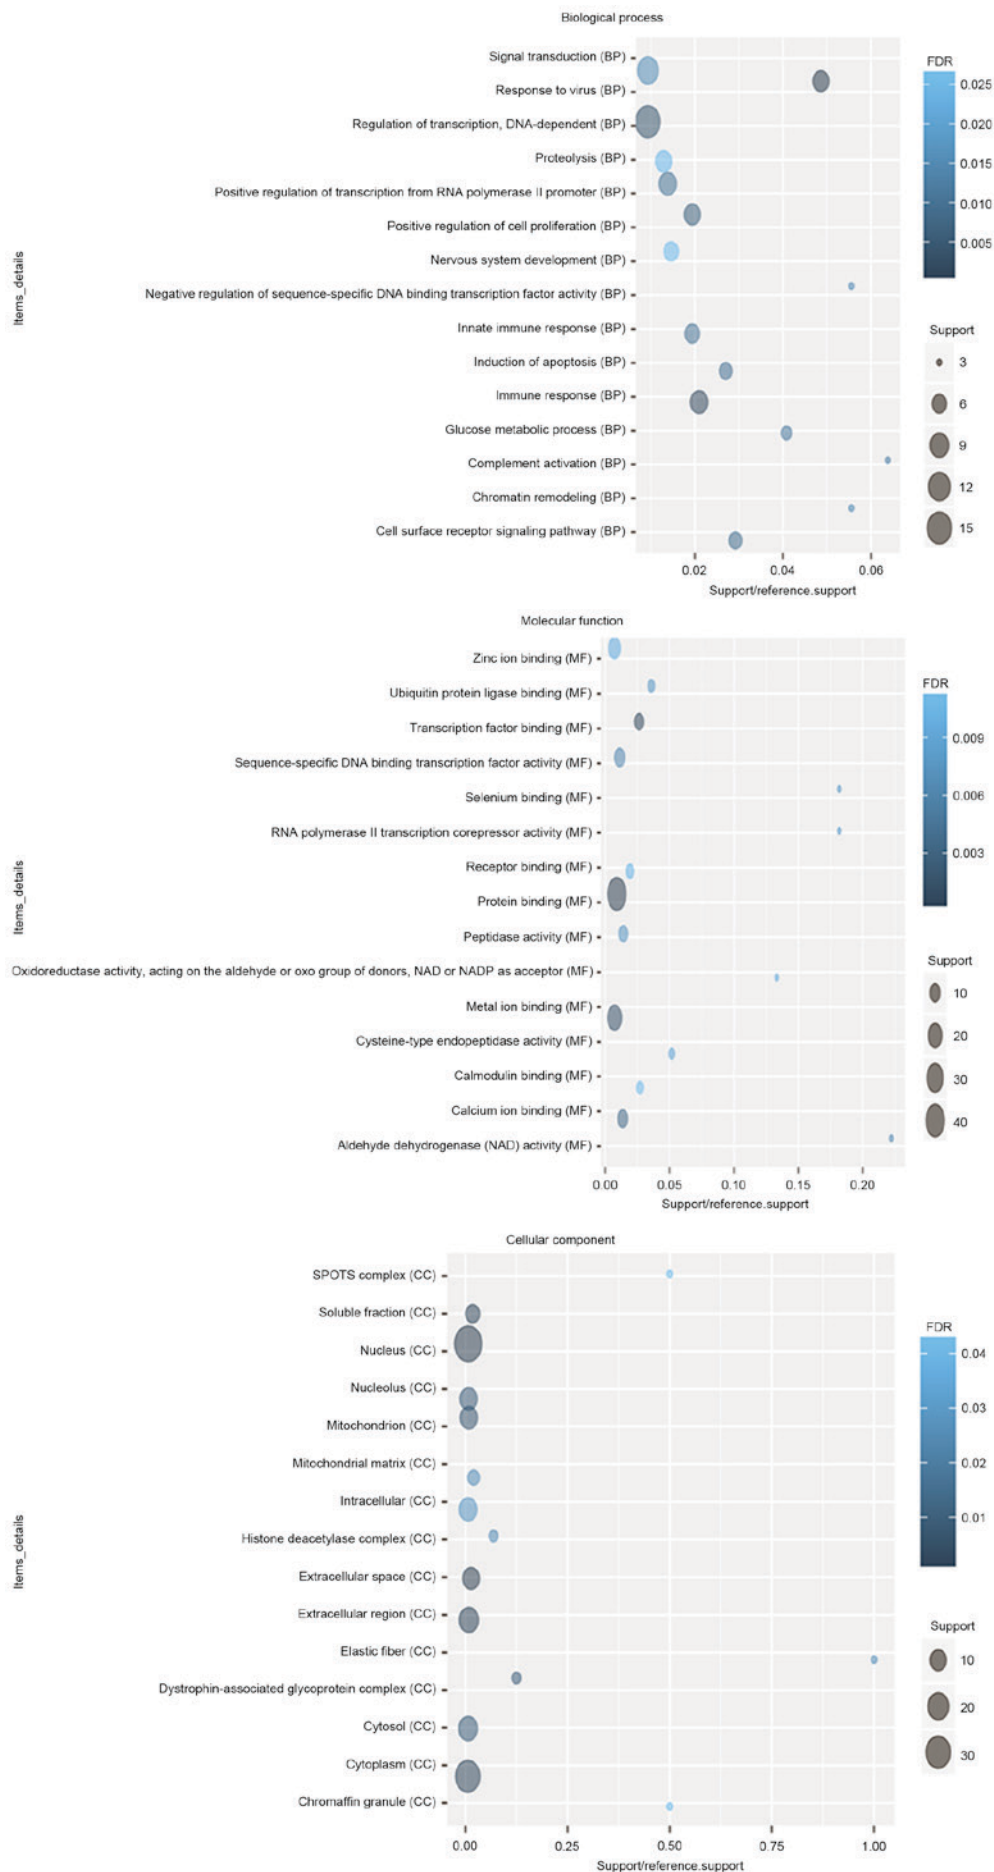 Biological process
Items_details
Signal transduction (BP)
Response to virus (BP)
Regulation of transcription, DNA-dependent (BP)
Proteolysis (BP)
Positive regulation of transcription from RNA polymerase II promoter (BP)
Positive regulation of cell proliferation (BP)
Nervous system development (BP)
Negative regulation of sequence-specific DNA binding transcription factor activity (BP)
Innate immune response (BP)
Induction of apoptosis (BP)
Immune response (BP)
Glucose metabolic process (BP)
Complement activation (BP)
Chromatin remodeling (BP)
Cell surface receptor signaling pathway (BP)
0.02 0.04 0.06
Support/reference.support
FDR
0.025
0.020
0.015
0.010
0.005
Support
3
6
9
12
15
Molecular function
Items_details
Zinc ion binding (MF)
Ubiquitin protein ligase binding (MF)
Transcription factor binding (MF)
Sequence-specific DNA binding transcription factor activity (MF)
Selenium binding (MF)
RNA polymerase II transcription corepressor activity (MF)
Receptor binding (MF)
Protein binding (MF)
Peptidase activity (MF)
Oxidoreductase activity, acting on the aldehyde or oxo group of donors, NAD or NADP as acceptor (MF)
Metal ion binding (MF)
Cysteine-type endopeptidase activity (MF)
Calmodulin binding (MF)
Calcium ion binding (MF)
Aldehyde dehydrogenase (NAD) activity (MF)
0.00 0.05 0.10 0.15 0.20
Support/reference.support
FDR
0.009
0.006
0.003
Support
10
20
30
40
Cellular component
Items_details
SPOTS complex (CC)
Soluble fraction (CC)
Nucleus (CC)
Nucleolus (CC)
Mitochondrion (CC)
Mitochondrial matrix (CC)
Intracellular (CC)
Histone deacetylase complex (CC)
Extracellular space (CC)
Extracellular region (CC)
Elastic fiber (CC)
Dystrophin-associated glycoprotein complex (CC)
Cytosol (CC)
Cytoplasm (CC)
Chromaffin granule (CC)
0.00 0.25 0.50 0.75 1.00
Support/reference.support
FDR
0.04
0.03
0.02
0.01
Support
10
20
30